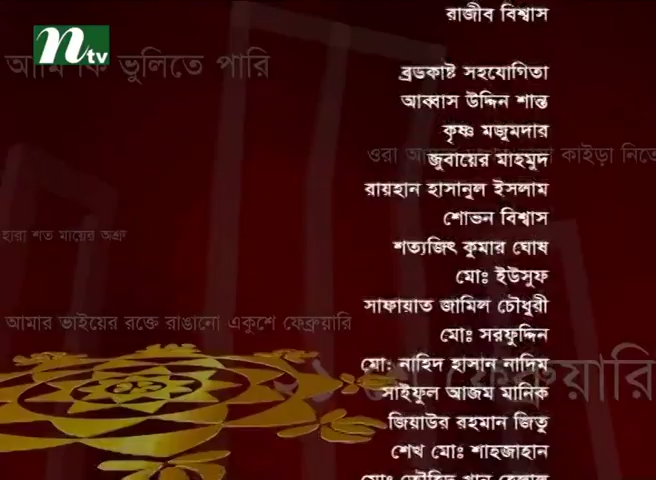 রাজীব বিশ্বাস
ntv
আমি কি ভুলিতে পারি
ব্রডকাষ্ট সহযোগিতা
আব্বাস উদ্দিন শান্ত
কৃষ্ণ মজুমদার
ওরা আমার কাইড়া নিতে
জুবায়ের মাহমুদ
রায়হান হাসানুল ইসলাম
শোভন বিশ্বাস
হারা শত মায়ের অশ্রু
শত্যজিৎ কুমার ঘোষ
মোঃ ইউসুফ
সাফায়াত জামিল চৌধুরী
আমার ভাইয়ের রক্তে রাঙানো একুশে ফেব্রুয়ারি
মোঃ সরফুদ্দিন
মো: নাহিদ হাসান নাদিম
ফেব্রুয়ারি
সাইফুল আজম মানিক
জিয়াউর রহমান জিতু
শেখ মোঃ শাহজাহান